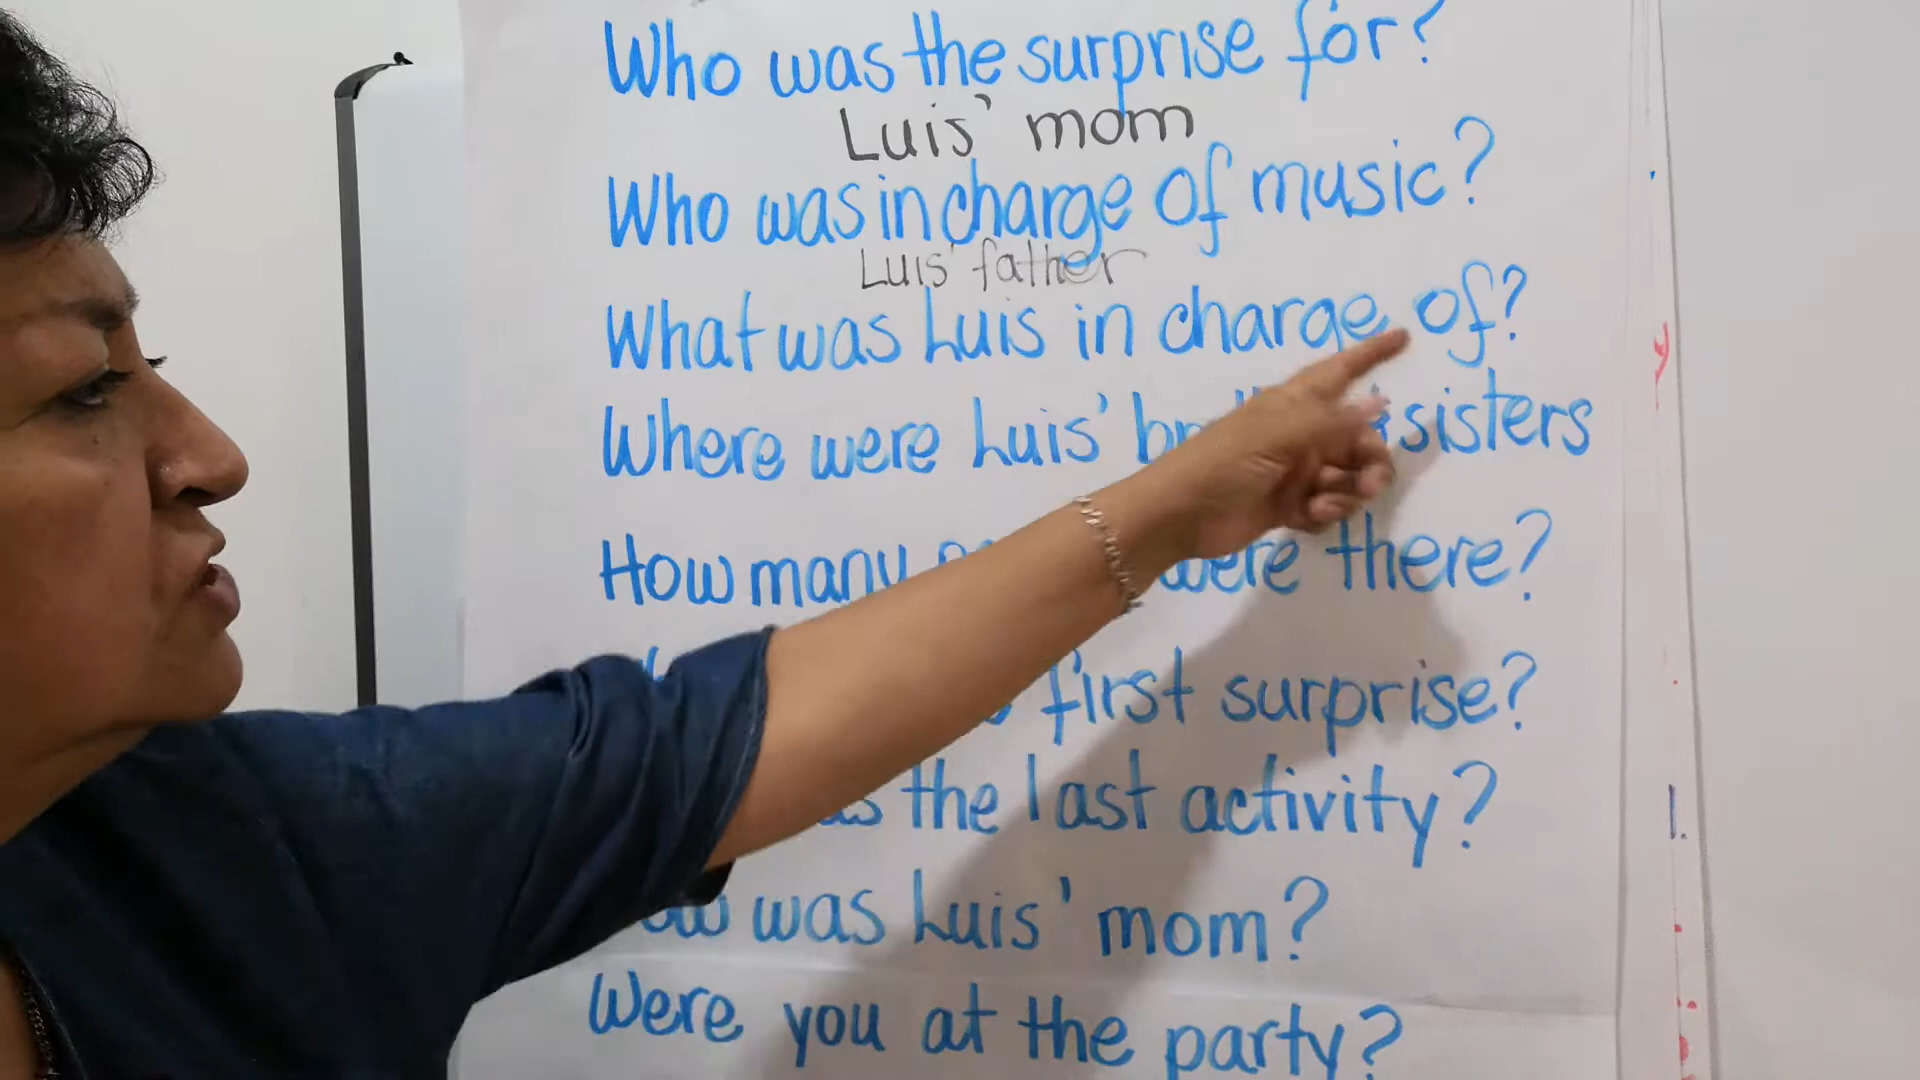 Who was the surprise for?
Luis' mom
Who was in charge of music?
Luis' father
What was Luis in charge of?
Where were Luis' sisters
How many were there?
first surprise?
the last activity?
was Luis' mom?
Were you at the party?